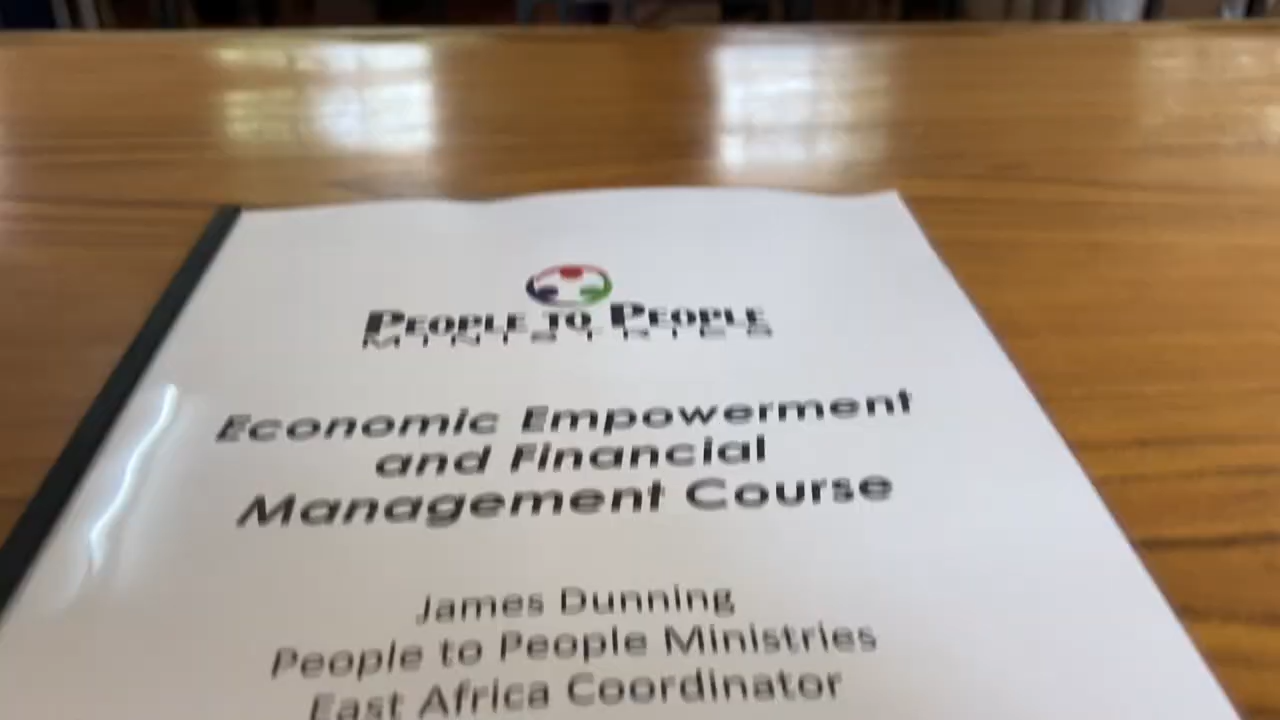 PEOPLE TO PEOPLE
MINISTRIES
Economic Empowerment
and Financial
Management Course
James Dunning
People to People Ministries
East Africa Coordinator